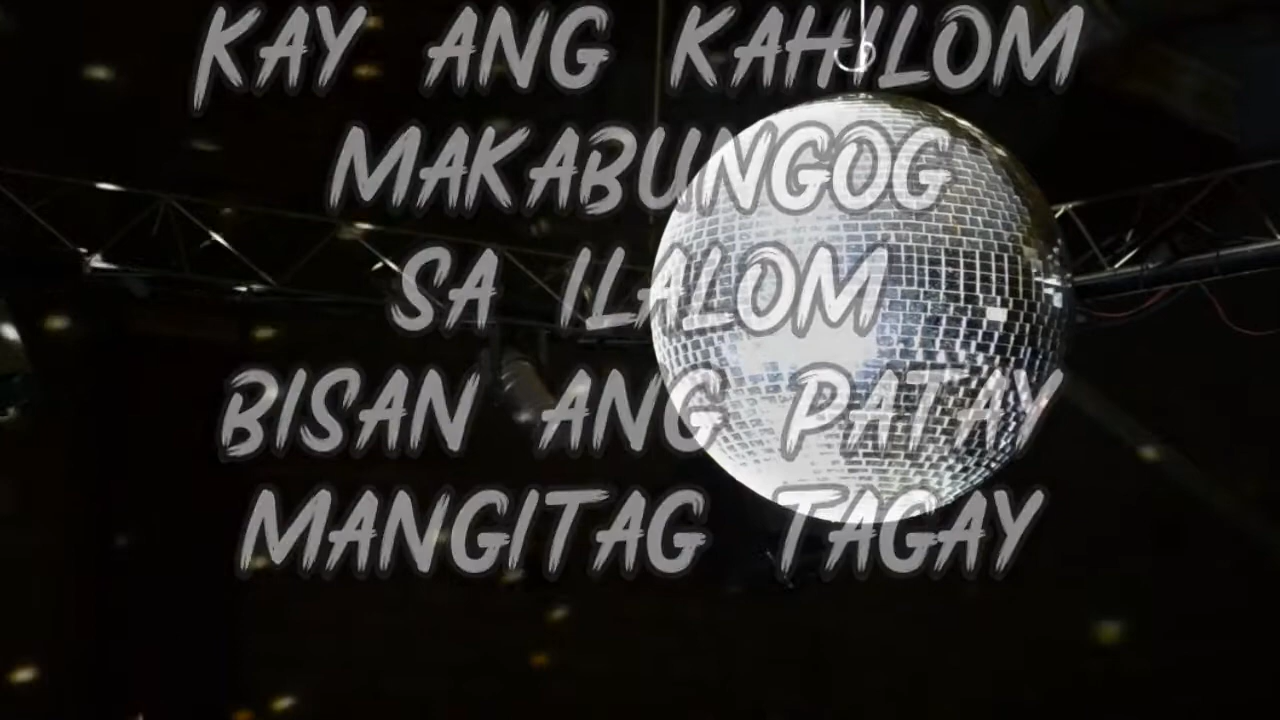 KAY ANG KAHILOM
MAKABUNGOG
SA ILALOM
BISAN ANG PATAY
MANGITAG TAGAY